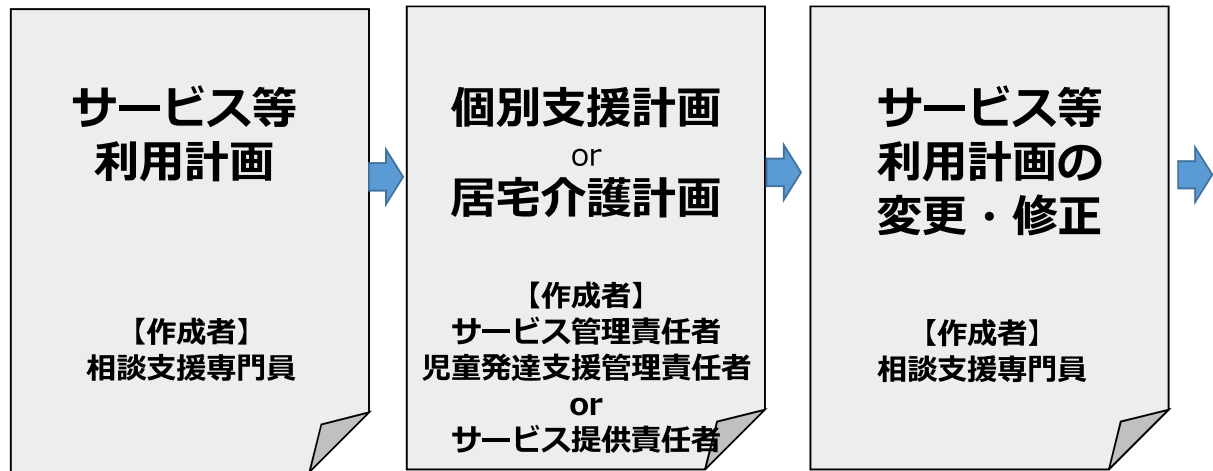 サービス等
利用計画
【作成者】
相談支援専門員
個別支援計画
or
居宅介護計画
【作成者】
サービス管理責任者
児童発達支援管理責任者
or
サービス提供責任者
サービス等
利用計画の
変更・修正
【作成者】
相談支援専門員